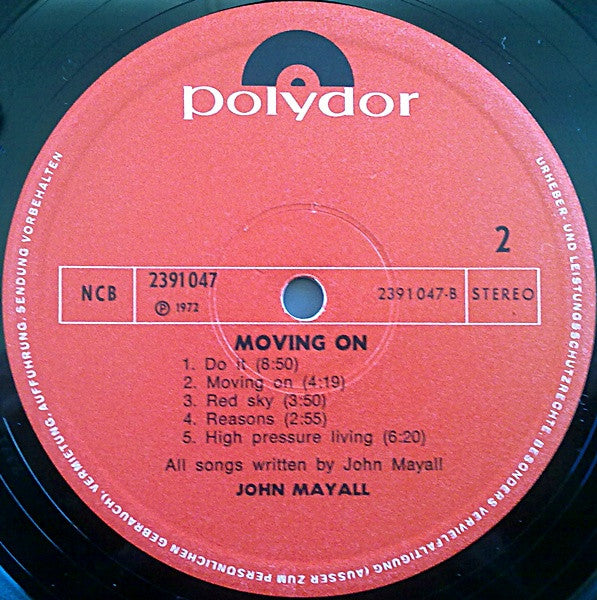 polydor
2
NCB
2391047
Ⓟ 1972
2391047-B
STEREO
MOVING ON
1. Do it (8:50)
2. Moving on (4:19)
3. Red sky (3:50)
4. Reasons (2:55)
5. High pressure living (6:20)
All songs written by John Mayall
JOHN MAYALL
URHEBER- UND LEISTUNGSSCHUTZRECHTE; BESONDERS VERVIELFÄLTIGUNG (AUSSER ZUM PERSÖNLICHEN GEBRAUCH), VERMIETUNG, AUFFÜHRUNG, SENDUNG VORBEHALTEN